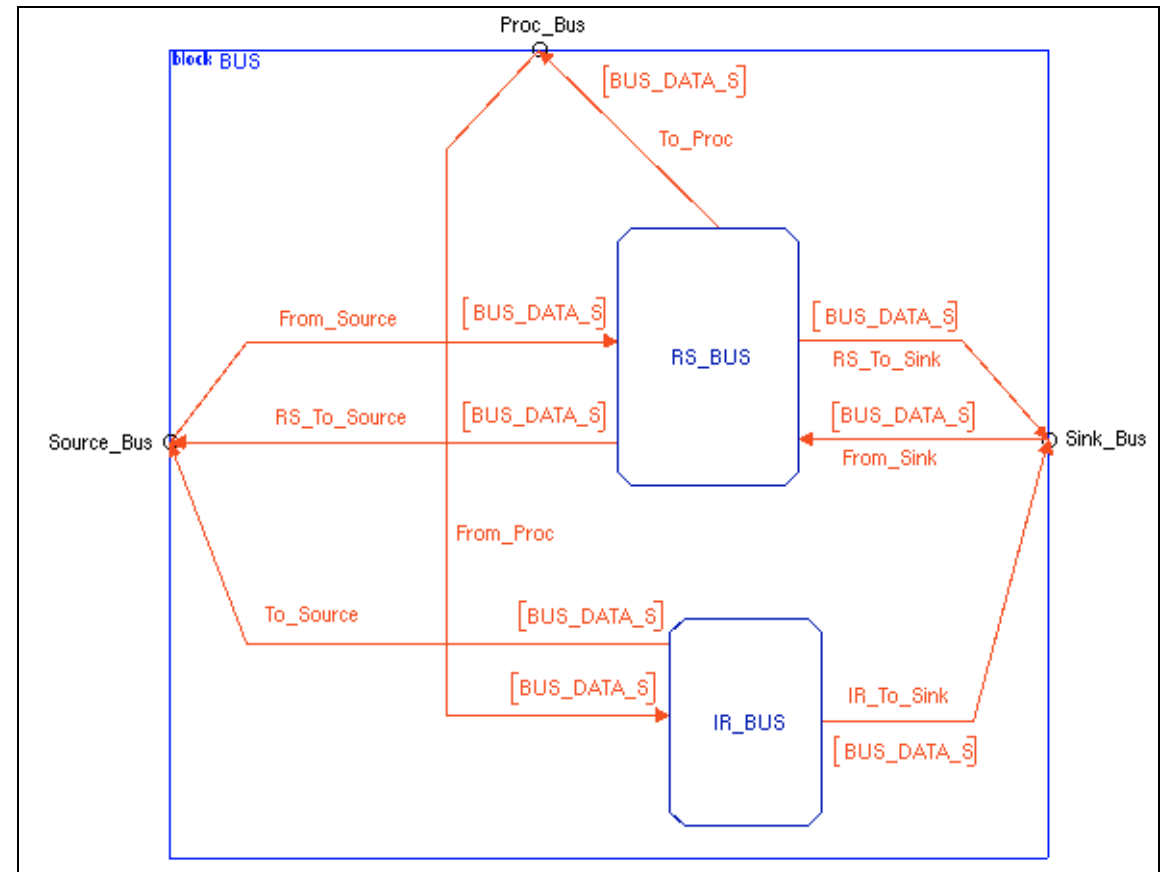 Proc_Bus
block BUS
[BUS_DATA_S]
To_Proc
From_Source
[BUS_DATA_S]
[BUS_DATA_S]
RS_BUS
RS_To_Sink
RS_To_Source
[BUS_DATA_S]
[BUS_DATA_S]
Source_Bus
Sink_Bus
From_Sink
From_Proc
To_Source
[BUS_DATA_S]
[BUS_DATA_S]
IR_To_Sink
IR_BUS
[BUS_DATA_S]